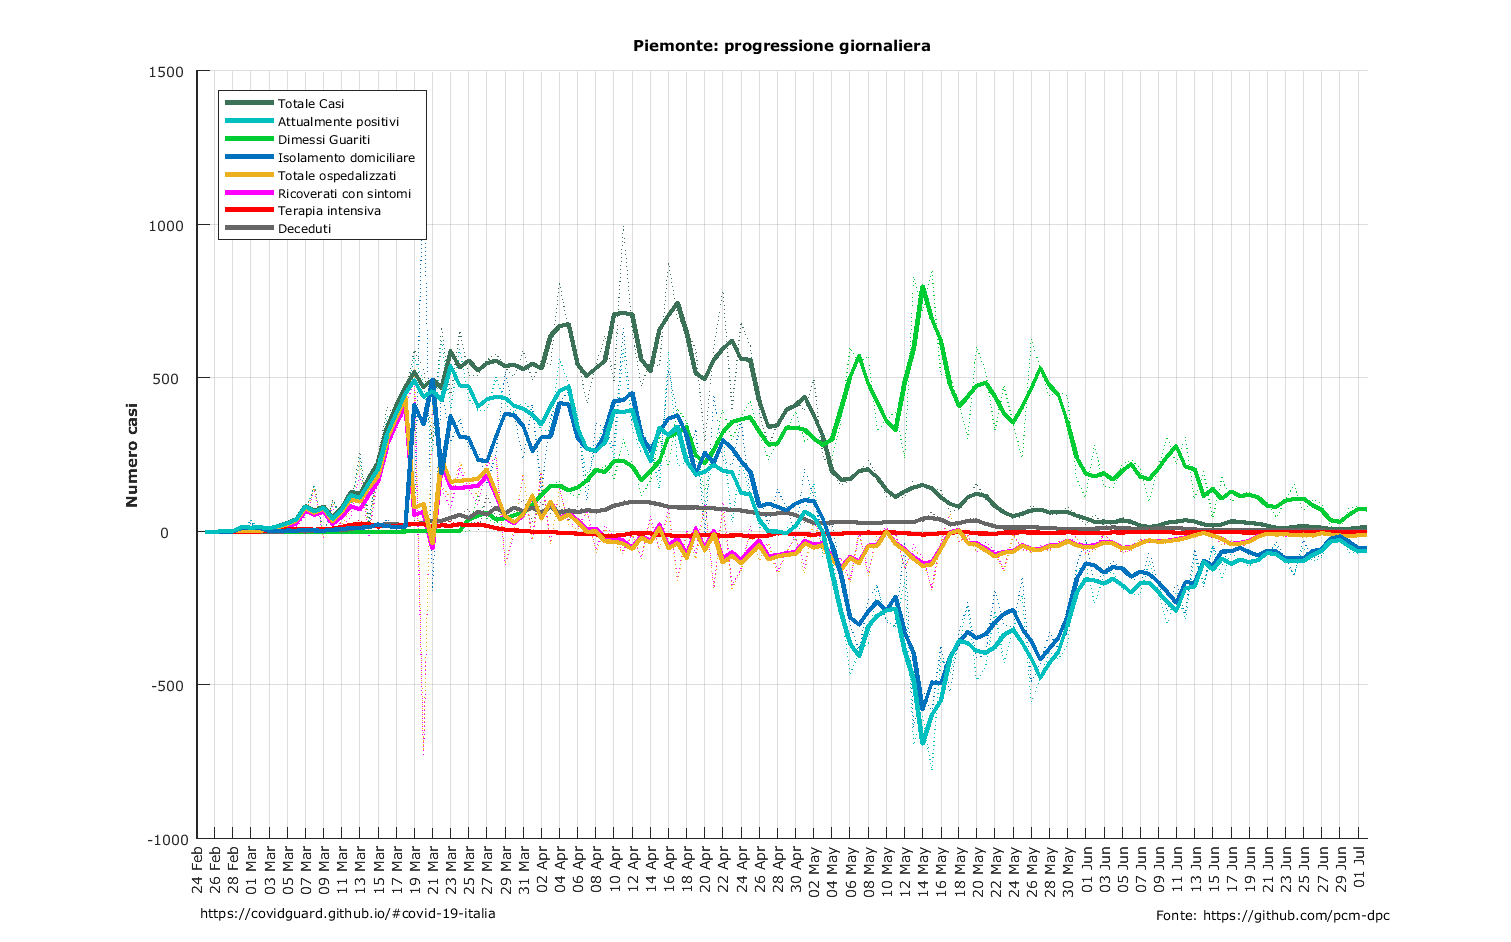 Piemonte: progressione giornaliera
1500
1000
500
0
-500
-1000
Numero casi
Totale Casi
Attualmente positivi
Dimessi Guariti
Isolamento domiciliare
Totale ospedalizzati
Ricoverati con sintomi
Terapia intensiva
Deceduti
24 Feb
26 Feb
28 Feb
01 Mar
03 Mar
05 Mar
07 Mar
09 Mar
11 Mar
13 Mar
15 Mar
17 Mar
19 Mar
21 Mar
23 Mar
25 Mar
27 Mar
29 Mar
31 Mar
02 Apr
04 Apr
06 Apr
08 Apr
10 Apr
12 Apr
14 Apr
16 Apr
18 Apr
20 Apr
22 Apr
24 Apr
26 Apr
28 Apr
30 Apr
02 May
04 May
06 May
08 May
10 May
12 May
14 May
16 May
18 May
20 May
22 May
24 May
26 May
28 May
30 May
01 Jun
03 Jun
05 Jun
07 Jun
09 Jun
11 Jun
13 Jun
15 Jun
17 Jun
19 Jun
21 Jun
23 Jun
25 Jun
27 Jun
29 Jun
01 Jul
https://covidguard.github.io/#covid-19-italia
Fonte: https://github.com/pcm-dpc